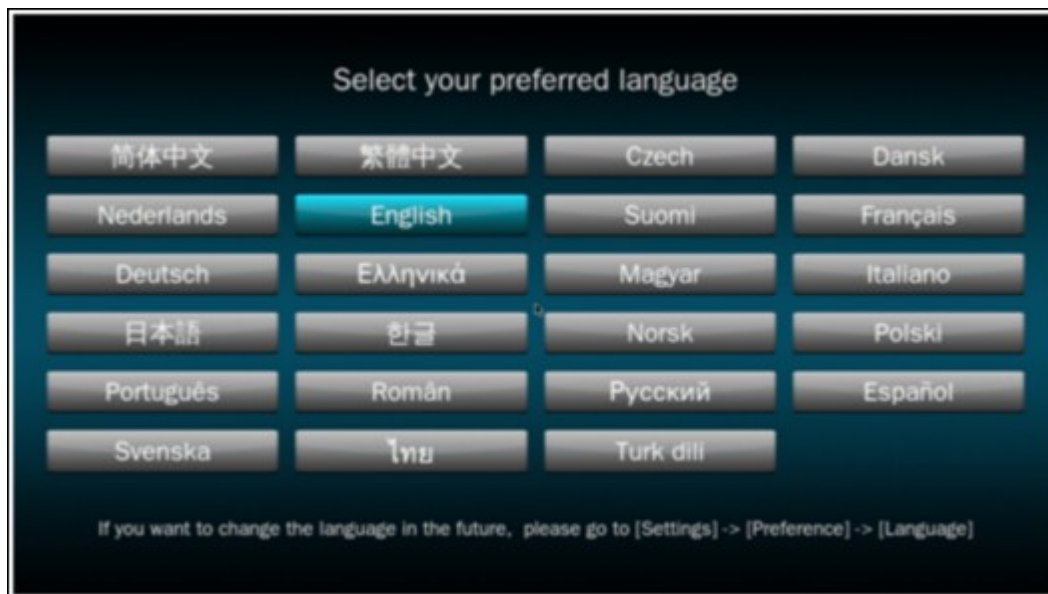 Select your preferred language
简体中文 繁體中文 Czech Dansk
Nederlands English Suomi Français
Deutsch Ελληνικά Magyar Italiano
日本語 한글 Norsk Polski
Português Român Русский Español
Svenska ไทย Turk dili
If you want to change the language in the future, please go to [Settings] -> [Preference] -> [Language]